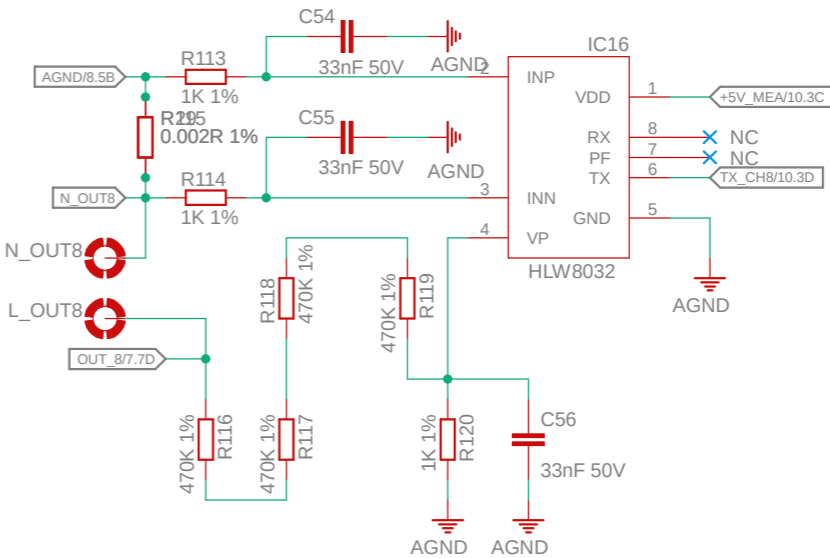 C54
33nF 50V
AGND
R113
1K 1%
AGND/8.5B
0.002R 1%
C55
33nF 50V
AGND
R114
1K 1%
N_OUT8
N_OUT8
L_OUT8
OUT_8/7.7D
IC16
2
INP
3
INN
4
VP
VDD
1
+5V_MEA/10.3C
RX
8
NC
PF
7
NC
TX
6
TX_CH8/10.3D
GND
5
HLW8032
AGND
R118
470K 1%
470K 1%
R119
470K 1%
R116
470K 1%
R117
1K 1%
R120
C56
33nF 50V
AGND
AGND